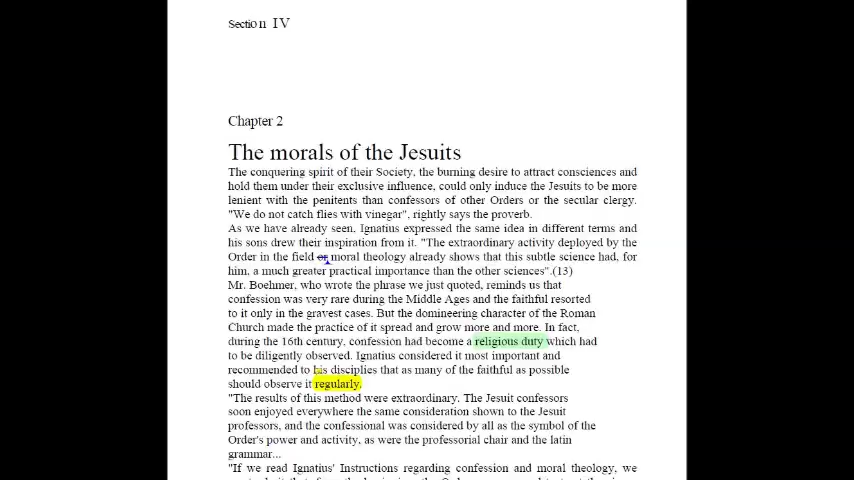 Section IV
Chapter 2
The morals of the Jesuits
The conquering spirit of their Society, the burning desire to attract consciences and
hold them under their exclusive influence, could only induce the Jesuits to be more
lenient with the penitents than confessors of other Orders or the secular clergy.
"We do not catch flies with vinegar", rightly says the proverb.
As we have already seen, Ignatius expressed the same idea in different terms and
his sons drew their inspiration from it. "The extraordinary activity deployed by the
Order in the field or moral theology already shows that this subtle science had, for
him, a much greater practical importance than the other sciences".(13)
Mr. Boehmer, who wrote the phrase we just quoted, reminds us that
confession was very rare during the Middle Ages and the faithful resorted
to it only in the gravest cases. But the domineering character of the Roman
Church made the practice of it spread and grow more and more. In fact,
during the 16th century, confession had become a religious duty which had
to be diligently observed. Ignatius considered it most important and
recommended to his disciplies that as many of the faithful as possible
should observe it regularly.
"The results of this method were extraordinary. The Jesuit confessors
soon enjoyed everywhere the same consideration shown to the Jesuit
professors, and the confessional was considered by all as the symbol of the
Order's power and activity, as were the professorial chair and the latin
grammar...
"If we read Ignatius' Instructions regarding confession and moral theology, we